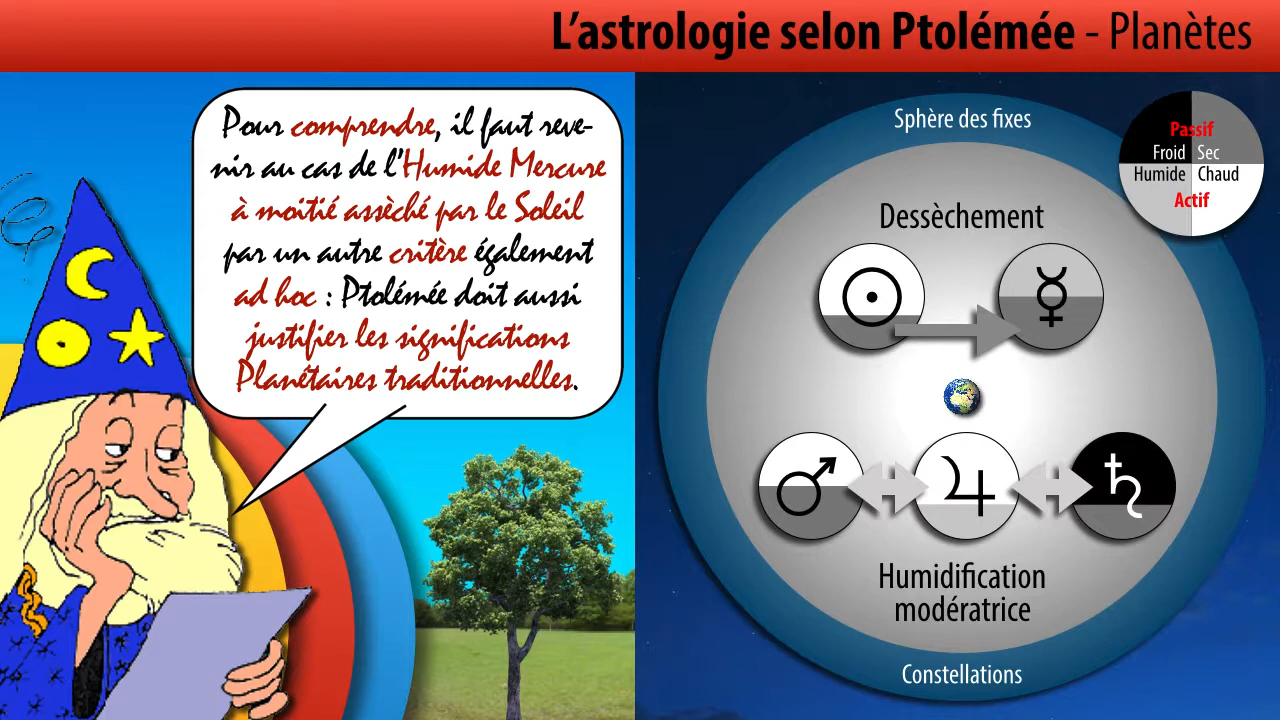 L'astrologie selon Ptolémée - Planètes
Pour comprendre, il faut reve-
nir au cas de l'Humide Mercure
à moitié assèché par le Soleil
par un autre critère également
ad hoc : Ptolémée doit aussi
justifier les significations
Planétaires traditionnelles.
Sphère des fixes
Passif
Froid Sec
Humide Chaud
Actif
Dessèchement
Humidification
modératrice
Constellations